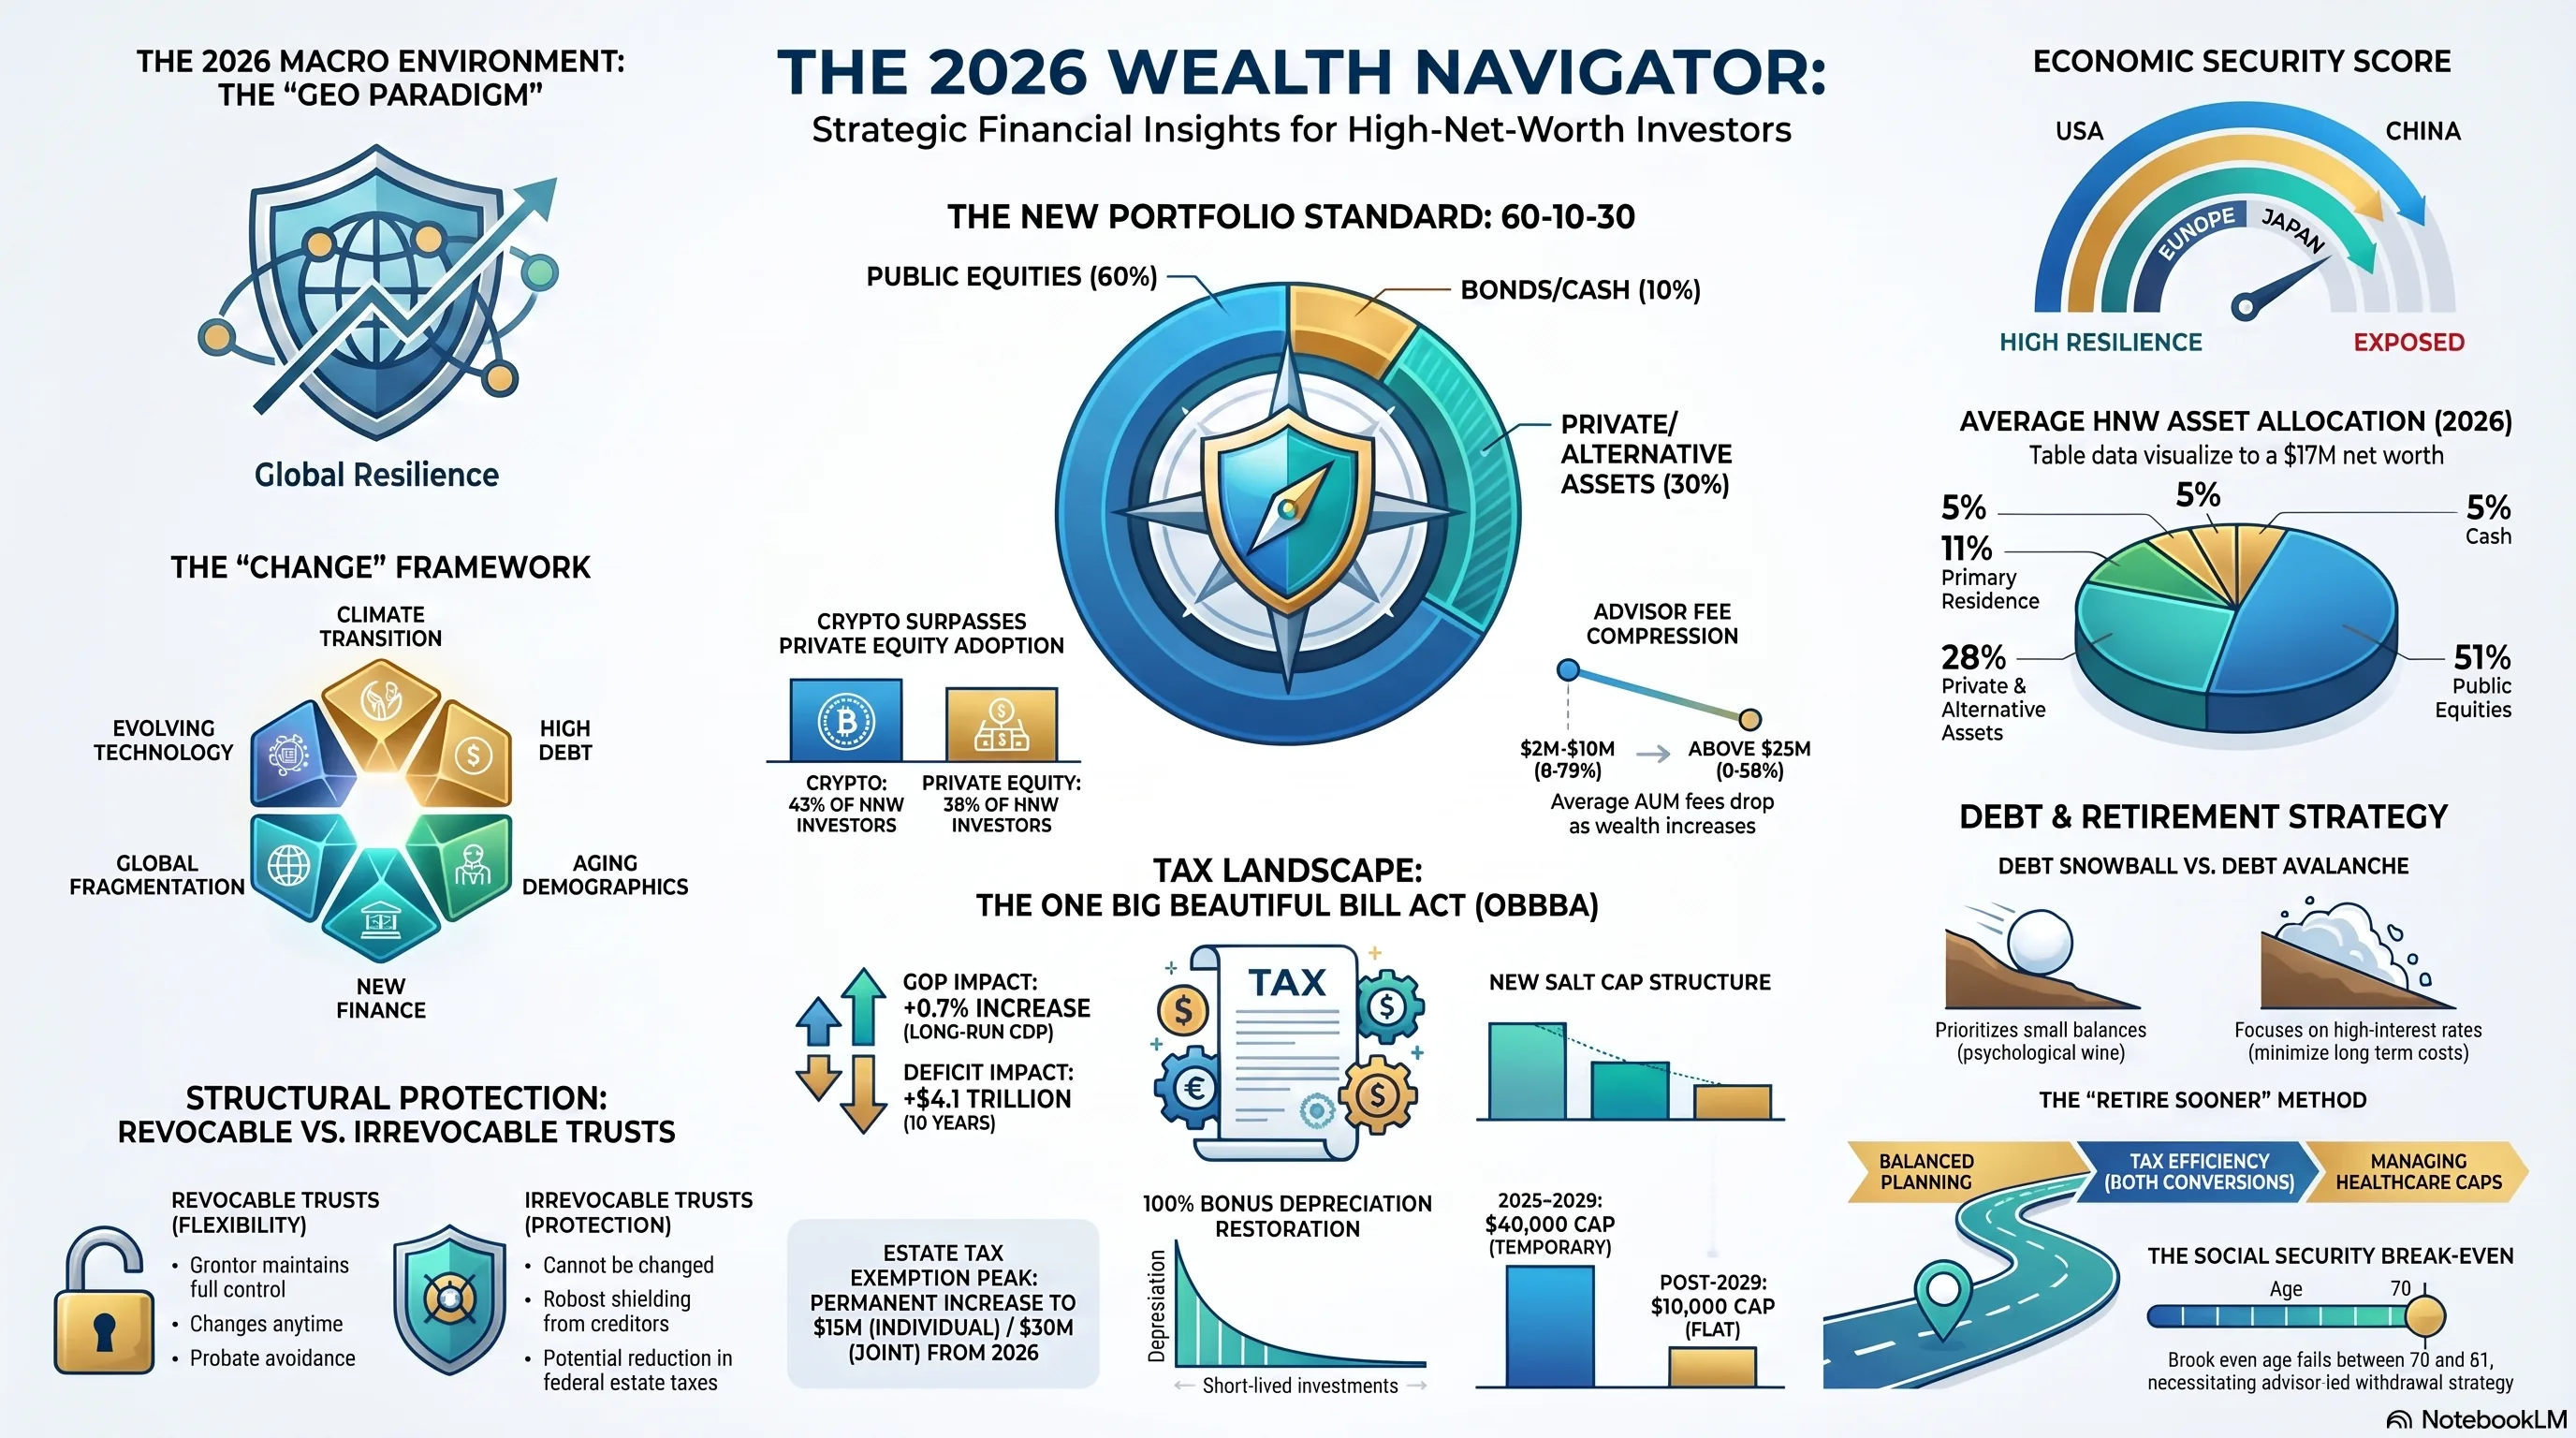 THE 2026 WEALTH NAVIGATOR:
Strategic Financial Insights for High-Net-Worth Investors
THE 2026 MACRO ENVIRONMENT:
THE “GEO PARADIGM”
Global Resilience
THE “CHANGE” FRAMEWORK
CLIMATE
TRANSITION
EVOLVING
TECHNOLOGY
HIGH
DEBT
GLOBAL
FRAGMENTATION
AGING
DEMOGRAPHICS
NEW
FINANCE
STRUCTURAL PROTECTION:
REVOCABLE VS. IRREVOCABLE TRUSTS
REVOCABLE TRUSTS
(FLEXIBILITY)
• Grontor maintains
full control
• Changes anytime
• Probate avoidance
IRREVOCABLE TRUSTS
(PROTECTION)
• Cannot be changed
• Robost shielding
from creditors
• Potential reduction in
federal estate taxes
THE NEW PORTFOLIO STANDARD: 60-10-30
PUBLIC EQUITIES (60%)
BONDS/CASH (10%)
PRIVATE/
ALTERNATIVE
ASSETS (30%)
CRYPTO SURPASSES
PRIVATE EQUITY ADOPTION
CRYPTO:
43% OF NNW
INVESTORS
PRIVATE EQUITY:
38% OF HNW
INVESTORS
ADVISOR FEE
COMPRESSION
$2M-$10M
(8-79%)
ABOVE $25M
(0-58%)
Average AUM fees drop
as wealth increases
TAX LANDSCAPE:
THE ONE BIG BEAUTIFUL BILL ACT (OBBBA)
GOP IMPACT:
+0.7% INCREASE
(LONG-RUN CDP)
DEFICIT IMPACT:
+$4.1 TRILLION
(10 YEARS)
TAX
$
$
€
$
NEW SALT CAP STRUCTURE
ESTATE TAX
EXEMPTION PEAK:
PERMANENT INCREASE TO
$15M (INDIVIDUAL) / $30M
(JOINT) FROM 2026
100% BONUS DEPRECIATION
RESTORATION
Depresiation
← Short-lived investments →
2025–2029:
$40,000 CAP
(TEMPORARY)
POST-2029:
$10,000 CAP
(FLAT)
ECONOMIC SECURITY SCORE
USA
CHINA
EUNOPE
JAPAN
HIGH RESILIENCE
EXPOSED
AVERAGE HNW ASSET ALLOCATION (2026)
Table data visualize to a $17M net worth
5%
5%
5%
Cash
11%
Primary
Residence
28%
Private &
Alternative
Assets
51%
Public
Equities
DEBT & RETIREMENT STRATEGY
DEBT SNOWBALL VS. DEBT AVALANCHE
Prioritizes small balances
(psychological wine)
Focuses on high-interest rates
(minimize long term costs)
THE “RETIRE SOONER” METHOD
BALANCED
PLANNING
TAX EFFICIENCY
(BOTH CONVERSIONS)
MANAGING
HEALTHCARE CAPS
THE SOCIAL SECURITY BREAK-EVEN
Age
70
Brook even age fails between 70 and 81,
necessitating advisor-ied withdrawal strategy
NotebookLM